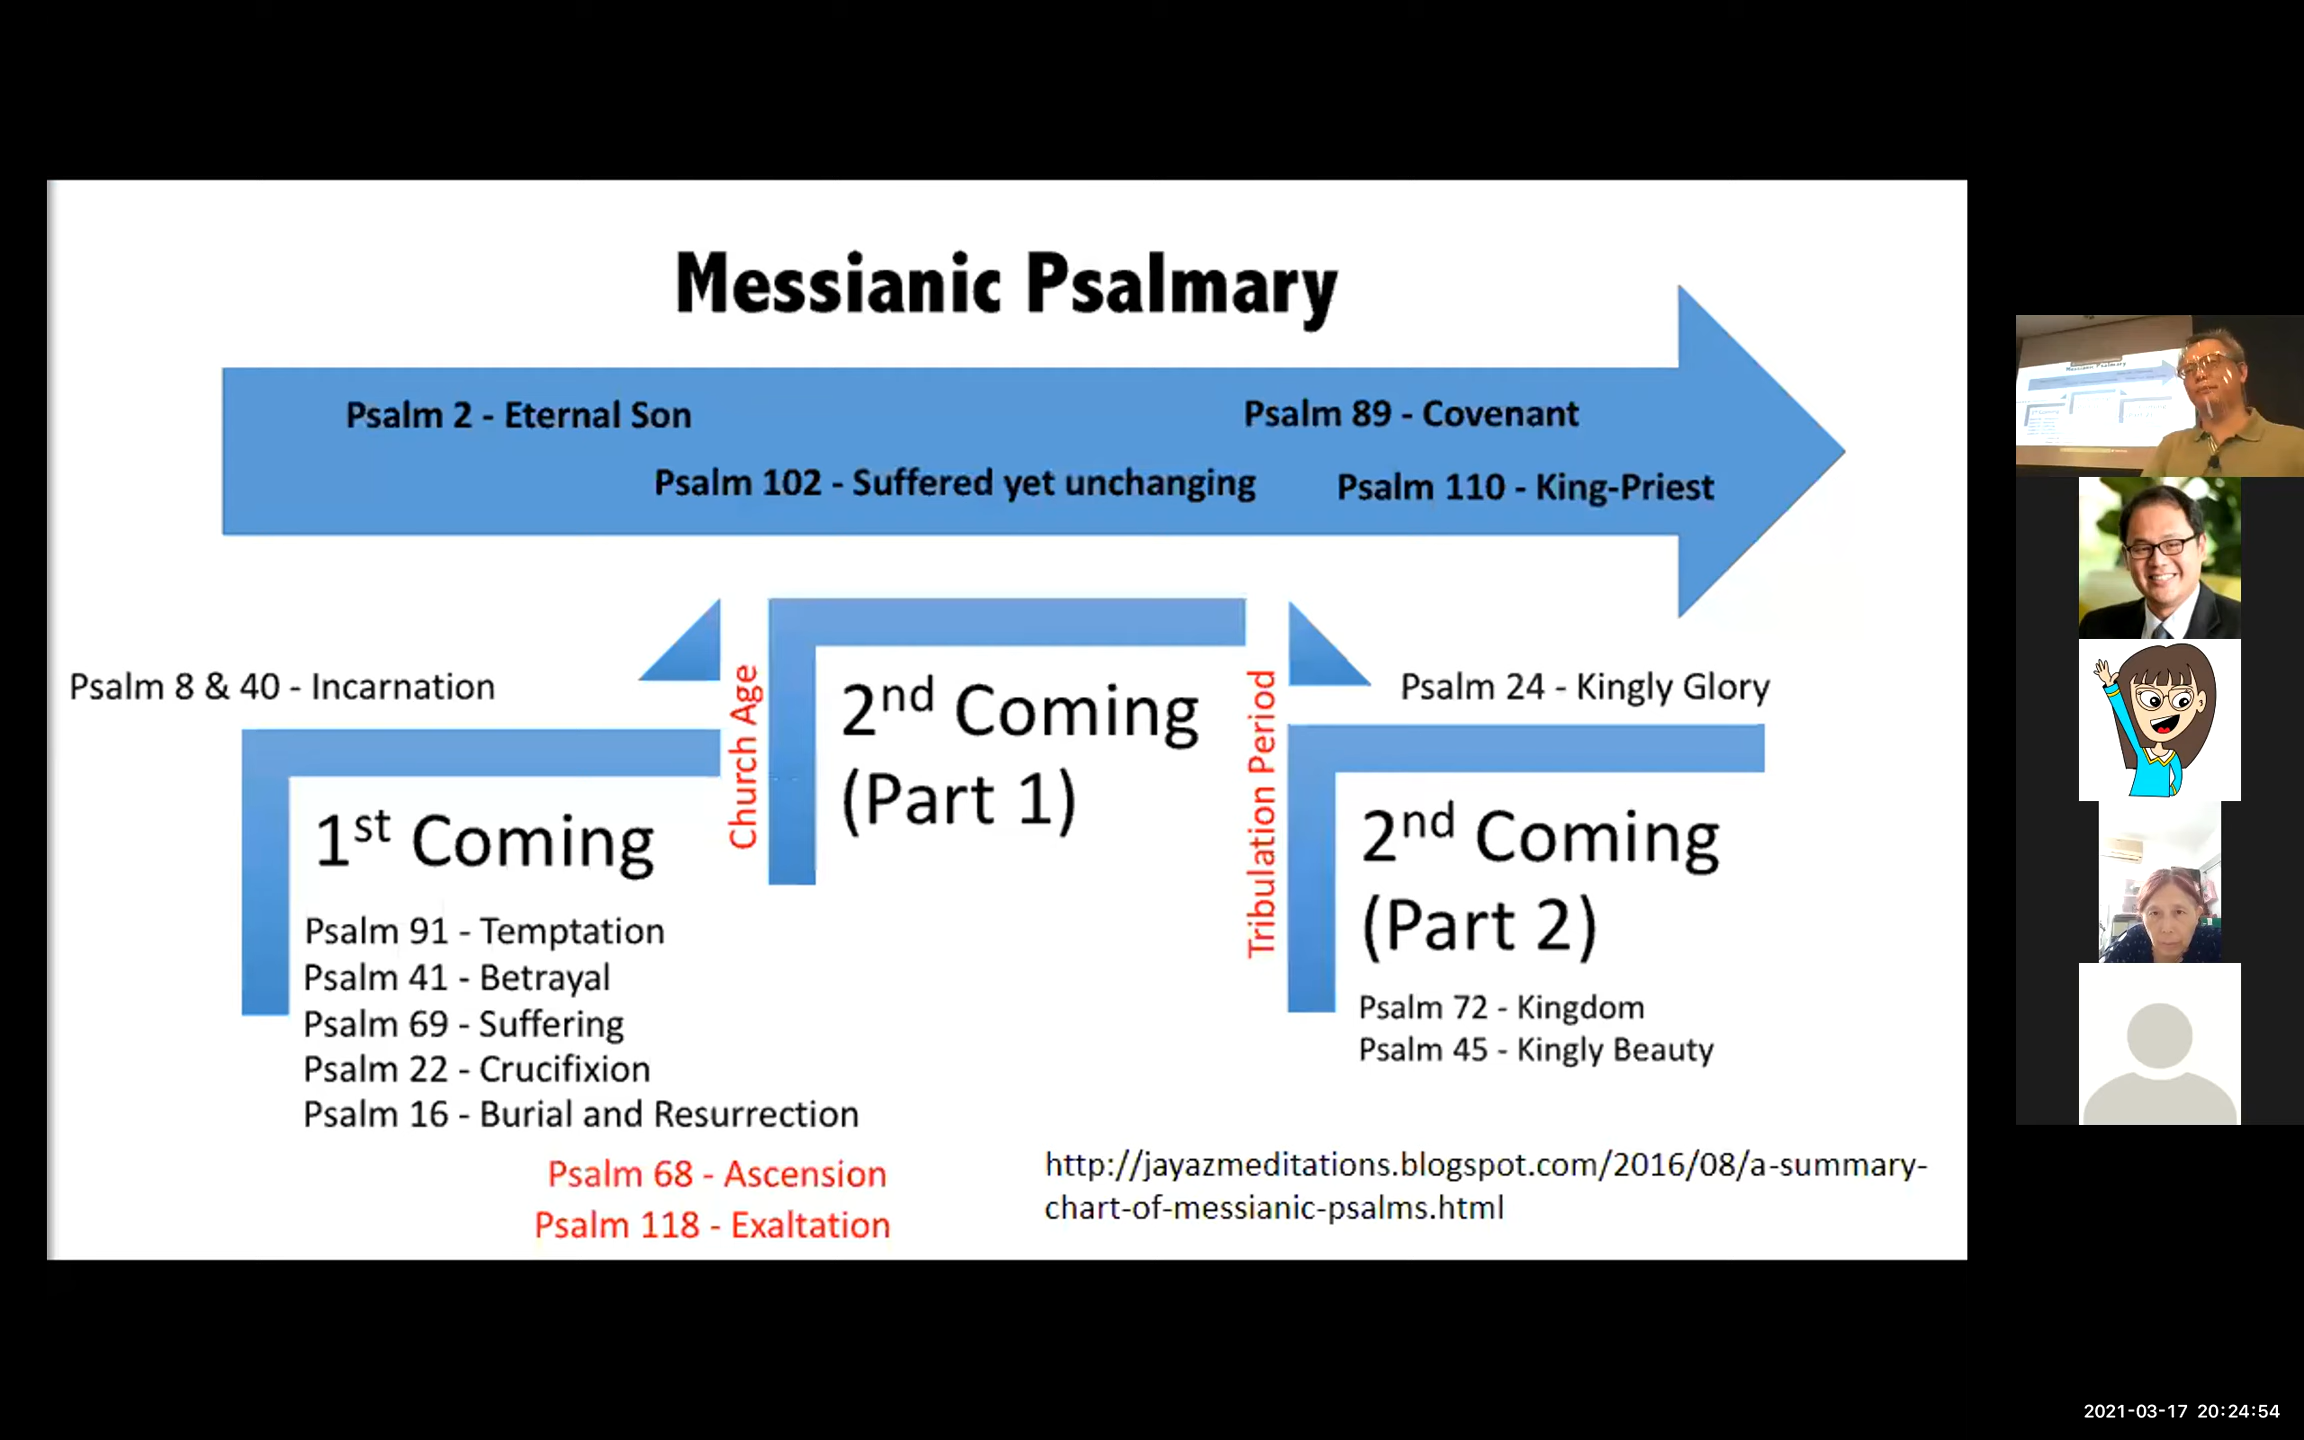 Messianic Psalmary
Psalm 2 - Eternal Son
Psalm 89 - Covenant
Psalm 102 - Suffered yet unchanging
Psalm 110 - King-Priest
Psalm 8 & 40 - Incarnation
1st Coming
Psalm 91 - Temptation
Psalm 41 - Betrayal
Psalm 69 - Suffering
Psalm 22 - Crucifixion
Psalm 16 - Burial and Resurrection
Psalm 68 - Ascension
Psalm 118 - Exaltation
Church Age
2nd Coming
(Part 1)
Tribulation Period
Psalm 24 - Kingly Glory
2nd Coming
(Part 2)
Psalm 72 - Kingdom
Psalm 45 - Kingly Beauty
http://jayazmeditations.blogspot.com/2016/08/a-summary-
chart-of-messianic-psalms.html
Messianic Psalmary
2021-03-17 20:24:54